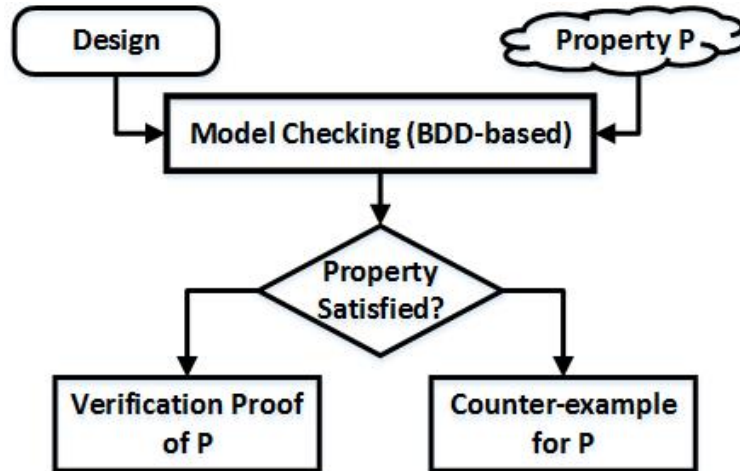 Design
Property P
Model Checking (BDD-based)
Property
Satisfied?
Verification Proof
of P
Counter-example
for P